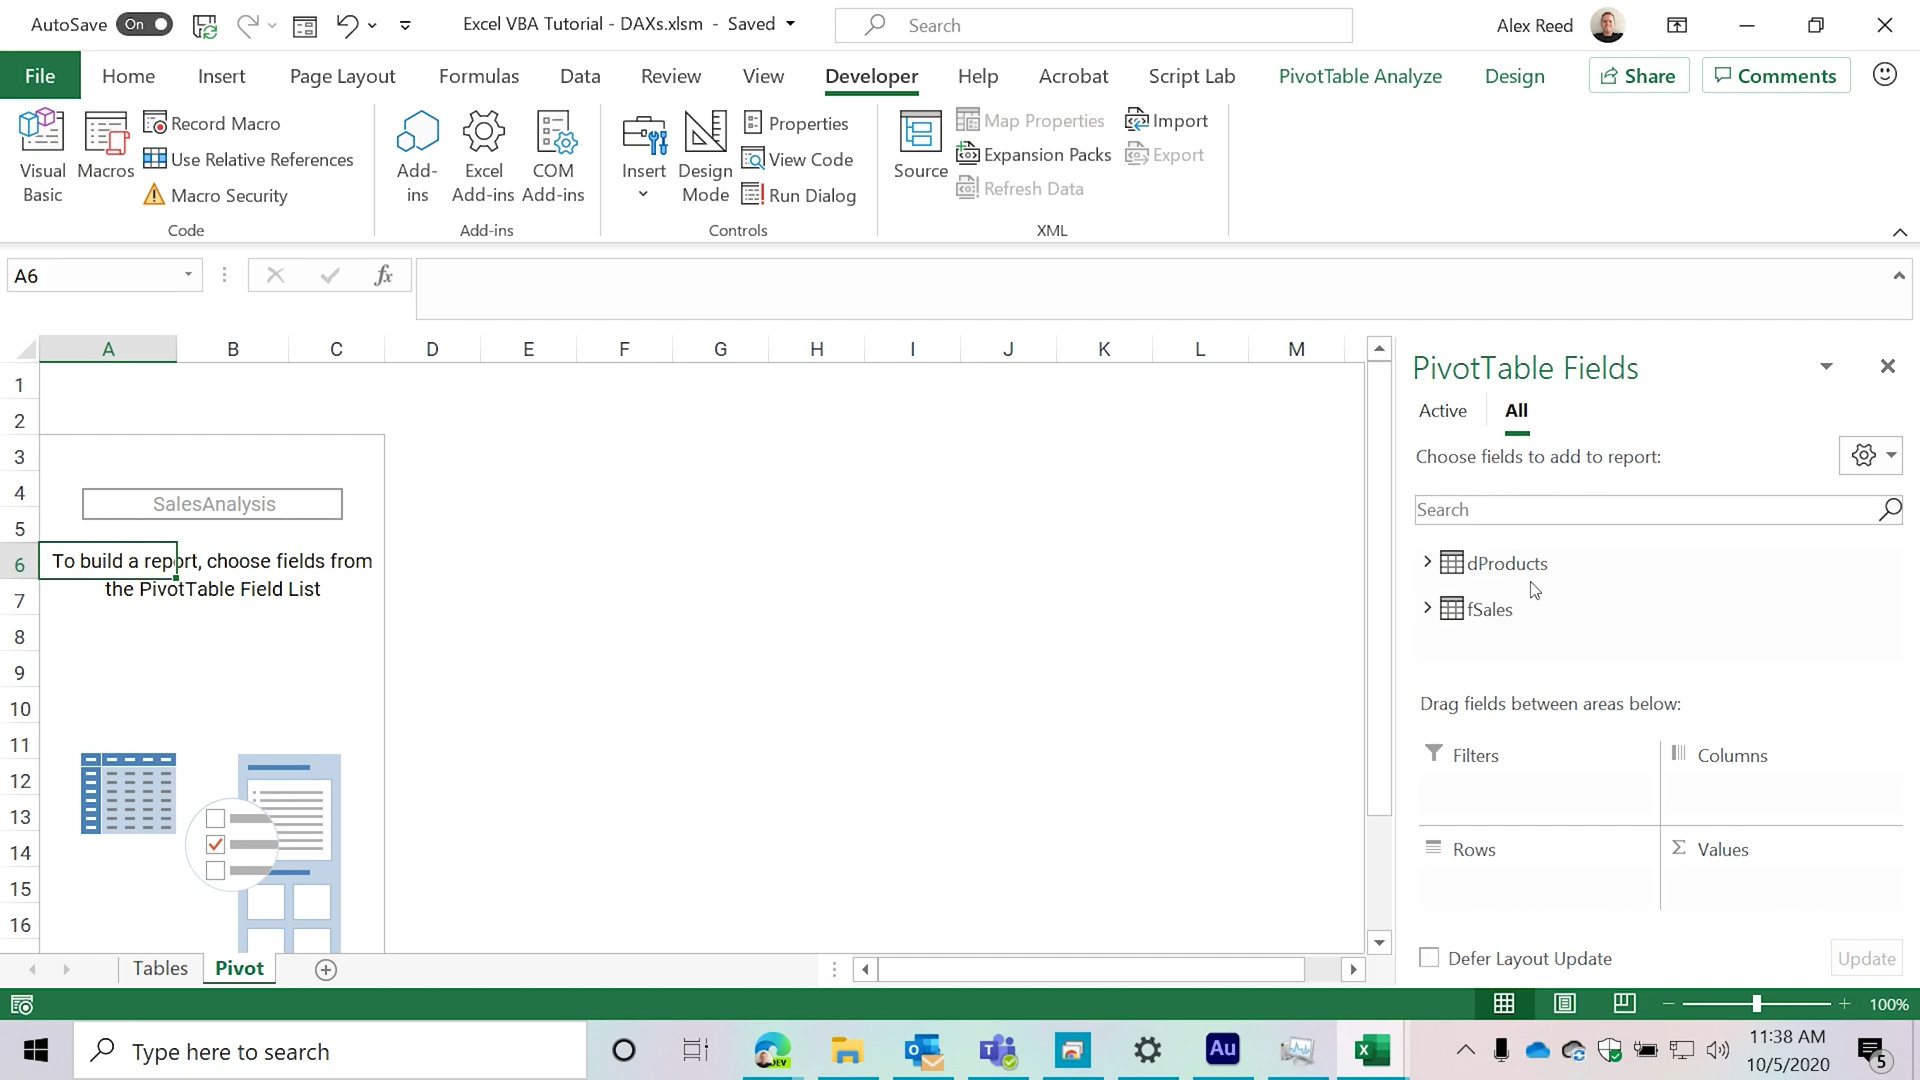 AutoSave On Excel VBA Tutorial - DAXs.xlsm - Saved Search Alex Reed
File Home Insert Page Layout Formulas Data Review View Developer Help Acrobat Script Lab PivotTable Analyze Design Share Comments
Visual Basic
Macros
Record Macro
Use Relative References
Macro Security
Code
Add-ins
Excel Add-ins
COM Add-ins
Add-ins
Insert
Design Mode
Properties
View Code
Run Dialog
Controls
Source
Map Properties
Expansion Packs
Refresh Data
Import
Export
XML
A6
fx
A B C D E F G H I J K L M
1
2
3
4
5
6
7
8
9
10
11
12
13
14
15
16
SalesAnalysis
To build a report, choose fields from
the PivotTable Field List
PivotTable Fields
Active All
Choose fields to add to report:
Search
dProducts
fSales
Drag fields between areas below:
Filters Columns
Rows Σ Values
Defer Layout Update Update
Tables Pivot
100%
Type here to search
DEV
Au
11:38 AM
10/5/2020
5